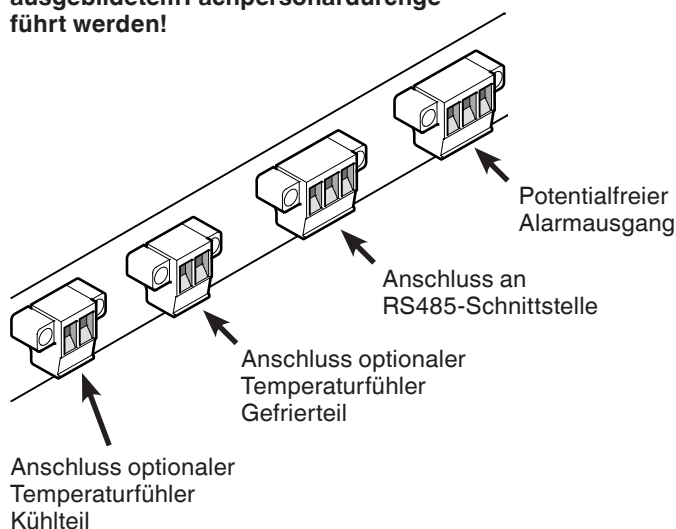 führt werden!
Potentialfreier
Alarmausgang
Anschluss an
RS485-Schnittstelle
Anschluss optionaler
Temperaturfühler
Gefrierteil
Anschluss optionaler
Temperaturfühler
Kühlteil